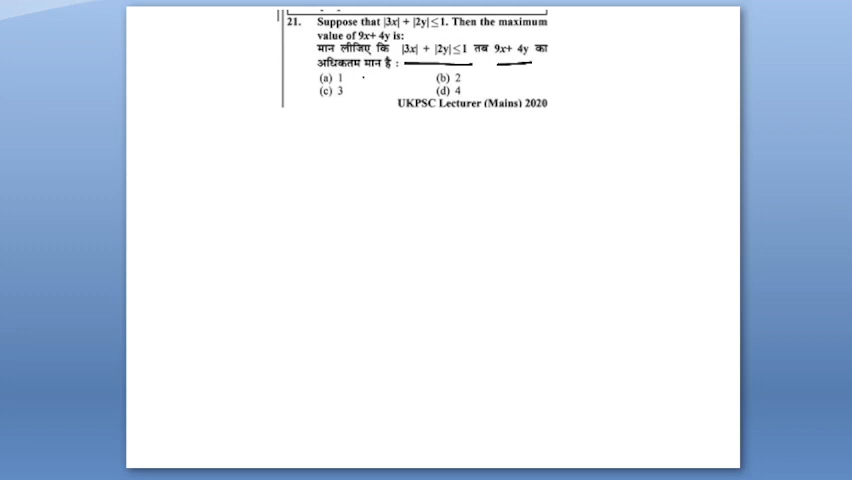 21. Suppose that |3x| + |2y| ≤ 1. Then the maximum
value of 9x+ 4y is:
मान लीजिए कि |3x| + |2y| ≤ 1 तब 9x+ 4y का
अधिकतम मान है :
(a) 1 (b) 2
(c) 3 (d) 4
UKPSC Lecturer (Mains) 2020